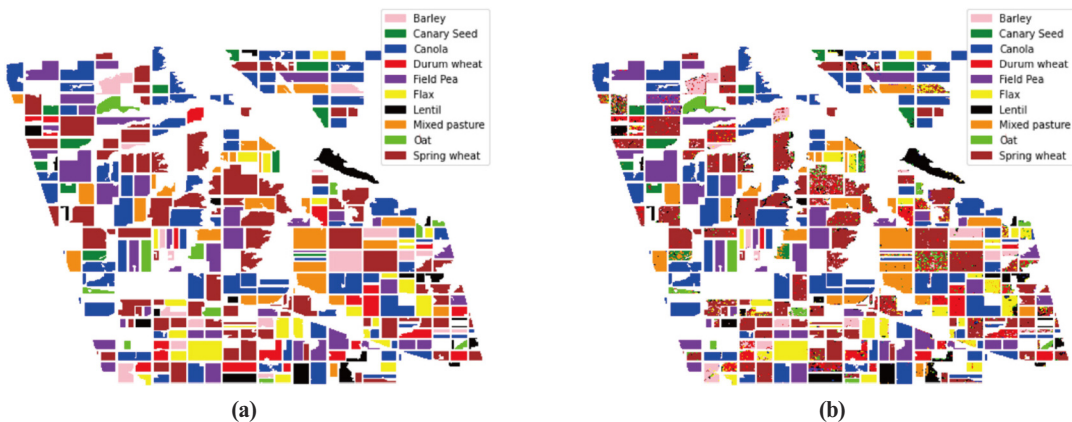 Barley
Canary Seed
Canola
Durum wheat
Field Pea
Flax
Lentil
Mixed pasture
Oat
Spring wheat
Barley
Canary Seed
Canola
Durum wheat
Field Pea
Flax
Lentil
Mixed pasture
Oat
Spring wheat
(a)
(b)